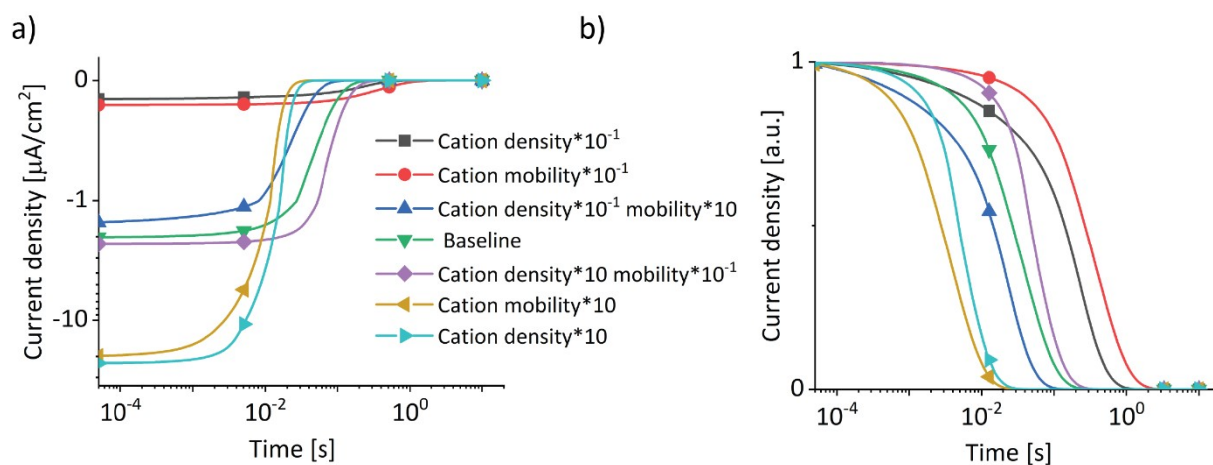 a)
Current density [µA/cm²]
0
-1
-10
10⁻⁴
10⁻²
10⁰
Time [s]
Cation density*10⁻¹
Cation mobility*10⁻¹
Cation density*10⁻¹ mobility*10
Baseline
Cation density*10 mobility*10⁻¹
Cation mobility*10
Cation density*10
b)
Current density [a.u.]
1
0
10⁻⁴
10⁻²
10⁰
Time [s]